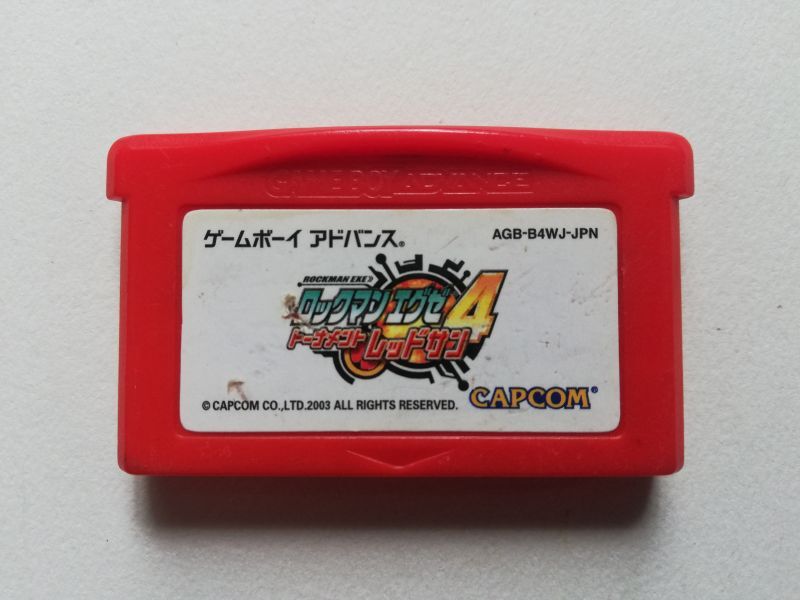 GAME BOY ADVANCE
ゲームボーイ アドバンス®
AGB-B4WJ-JPN
ROCKMAN EXE
ロックマンエグゼ4
トーナメント レッドサン
© CAPCOM CO., LTD. 2003 ALL RIGHTS RESERVED.
CAPCOM®